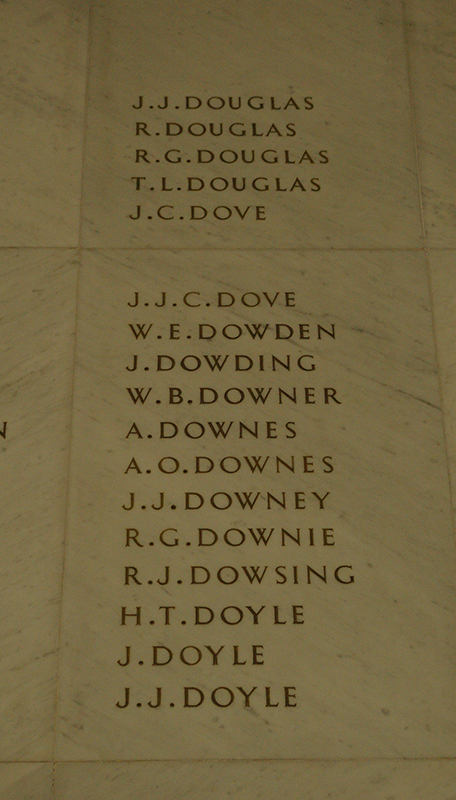 J.J.DOUGLAS
R.DOUGLAS
R.G.DOUGLAS
T.L.DOUGLAS
J.C.DOVE
J.J.C.DOVE
W.E.DOWDEN
J.DOWDING
W.B.DOWNER
A.DOWNES
A.O.DOWNES
J.J.DOWNEY
R.G.DOWNIE
R.J.DOWSING
H.T.DOYLE
J.DOYLE
J.J.DOYLE